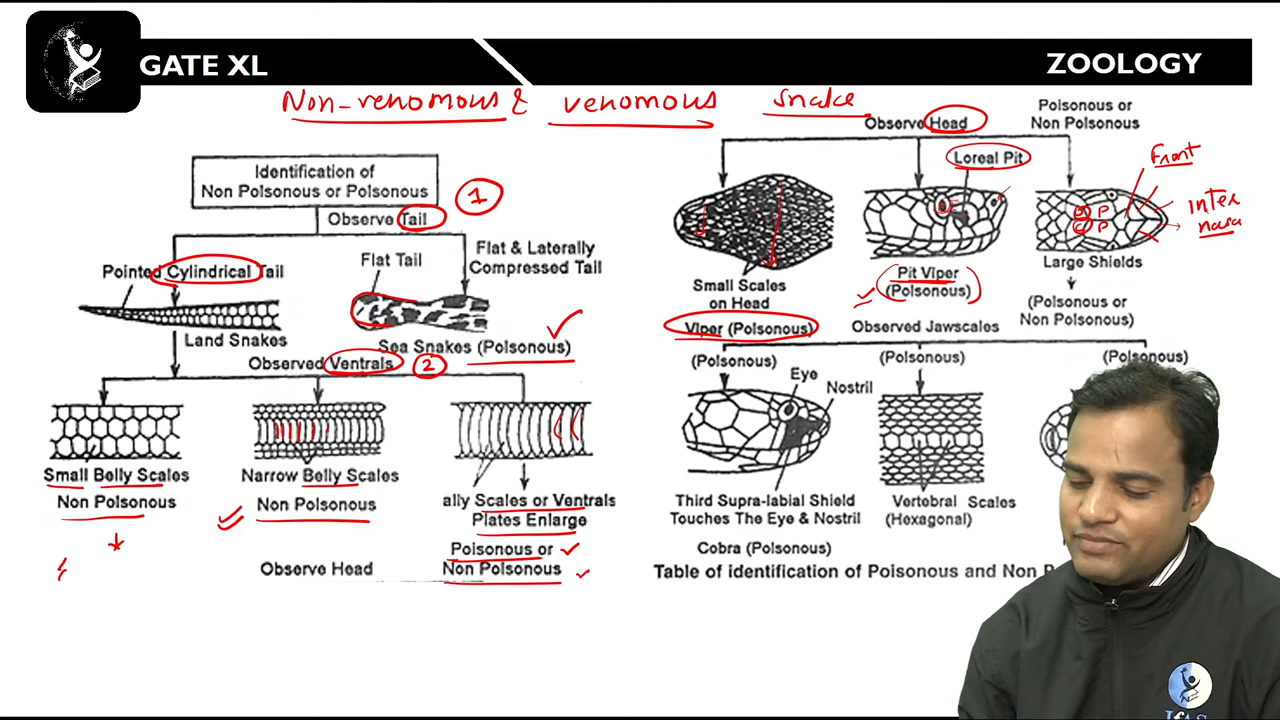 GATE XL
ZOOLOGY
Non-venomous & venomous snake
Identification of
Non Poisonous or Poisonous
1
Observe Tail
Pointed Cylindrical Tail
Flat Tail
Flat & Laterally
Compressed Tail
Land Snakes
Sea Snakes (Poisonous)
Observed Ventrals
2
Small Belly Scales
Non Poisonous
Narrow Belly Scales
Non Poisonous
ally Scales or Ventrals
Plates Enlarge
Poisonous or
Non Poisonous
Observe Head
Observe Head
Poisonous or
Non Poisonous
Loreal Pit
Front
Inter
nasa
P
P
Small Scales
on Head
Viper (Poisonous)
Pit Viper
(Poisonous)
Large Shields
(Poisonous or
Non Poisonous)
Observed Jawscales
(Poisonous)
(Poisonous)
(Poisonous)
Eye
Nostril
Third Supra-labial Shield
Touches The Eye & Nostril
Cobra (Poisonous)
Vertebral Scales
(Hexagonal)
Table of identification of Poisonous and Non P